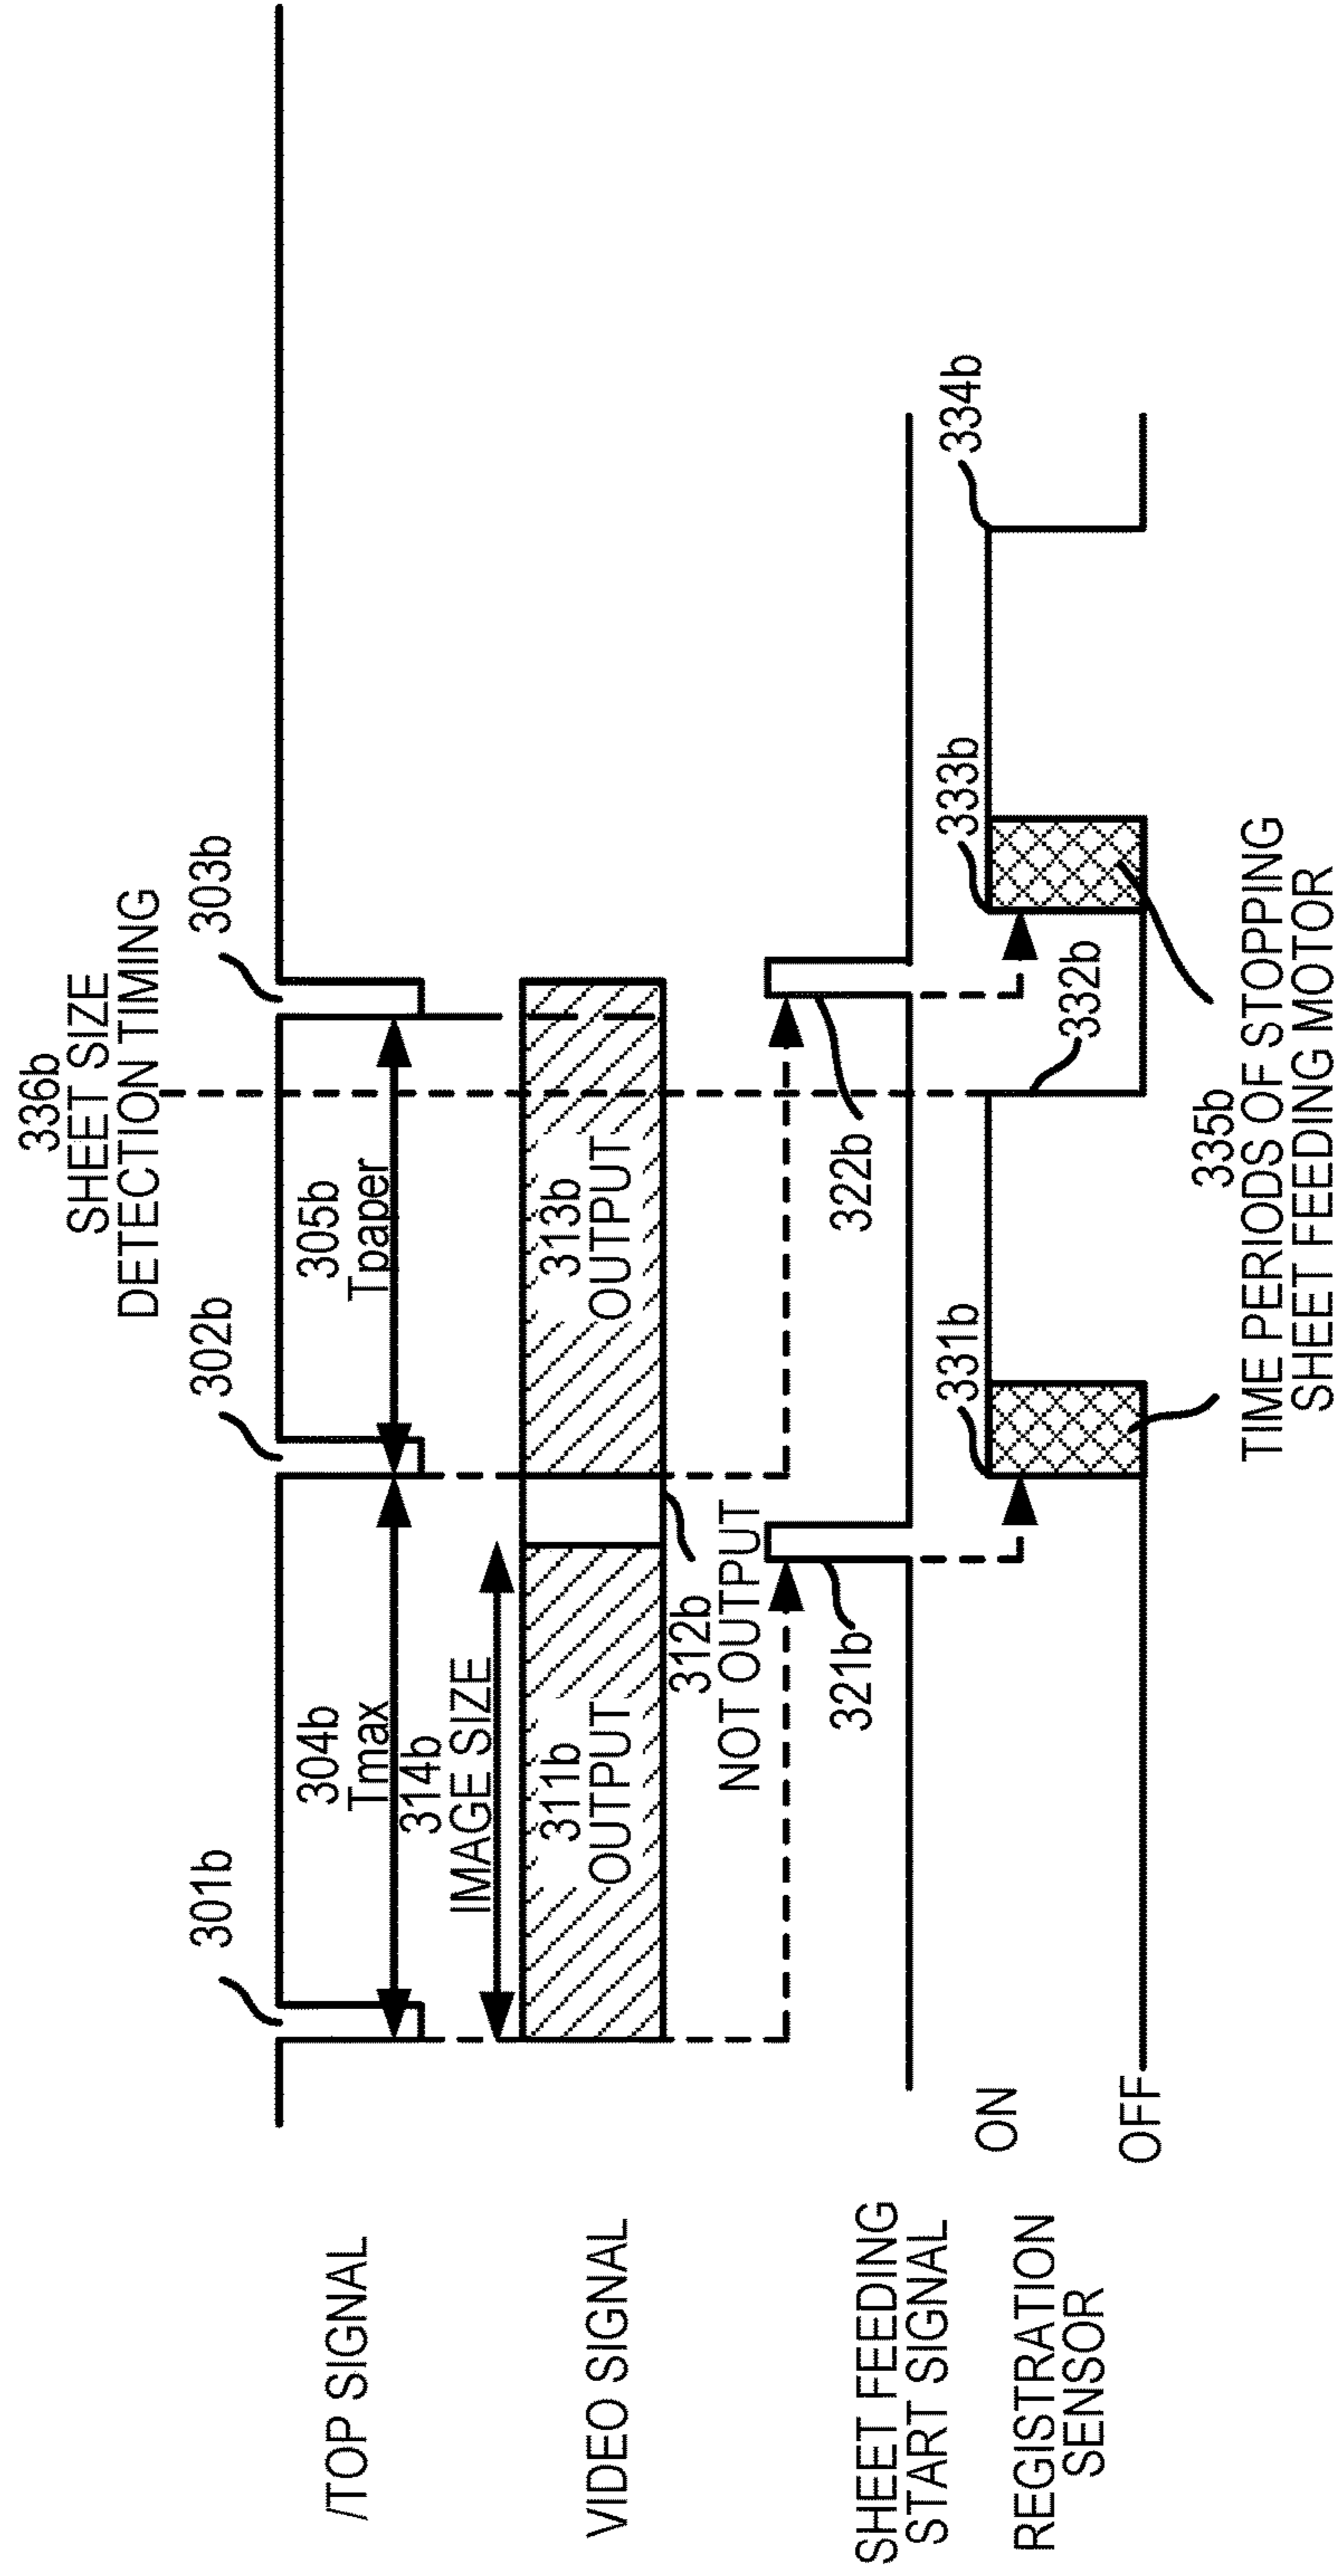 336b
SHEET SIZE
DETECTION TIMING
301b
302b
303b
/TOP SIGNAL
304b
Tmax
305b
Tpaper
314b
IMAGE SIZE
VIDEO SIGNAL
311b
OUTPUT
313b
OUTPUT
312b
NOT OUTPUT
321b
322b
SHEET FEEDING
START SIGNAL
331b
333b
334b
ON
REGISTRATION
SENSOR
332b
OFF
335b
TIME PERIODS OF STOPPING
SHEET FEEDING MOTOR